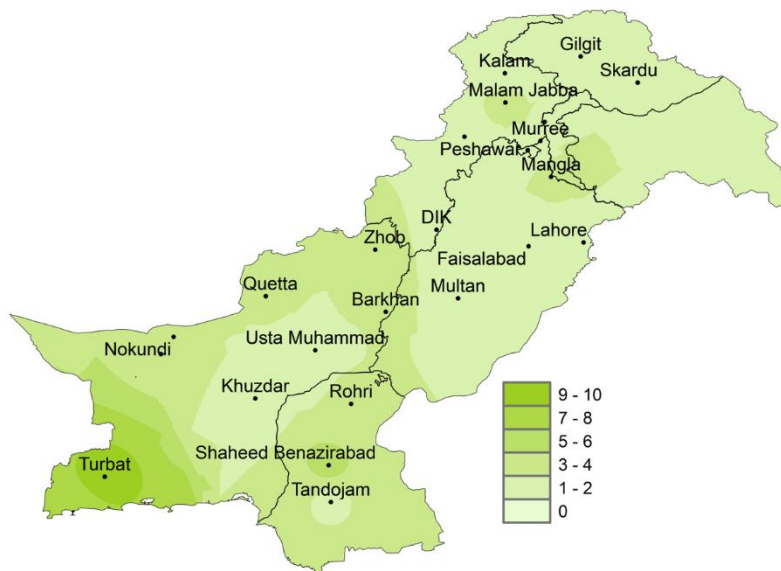 Gilgit
Kalam
Skardu
Malam Jabba
Murree
Peshawar
Mangla
DIK
Zhob
Lahore
Faisalabad
Quetta
Multan
Barkhan
Usta Muhammad
Nokundi
Khuzdar
Rohri
Shaheed Benazirabad
Turbat
Tandojam
9 - 10
7 - 8
5 - 6
3 - 4
1 - 2
0